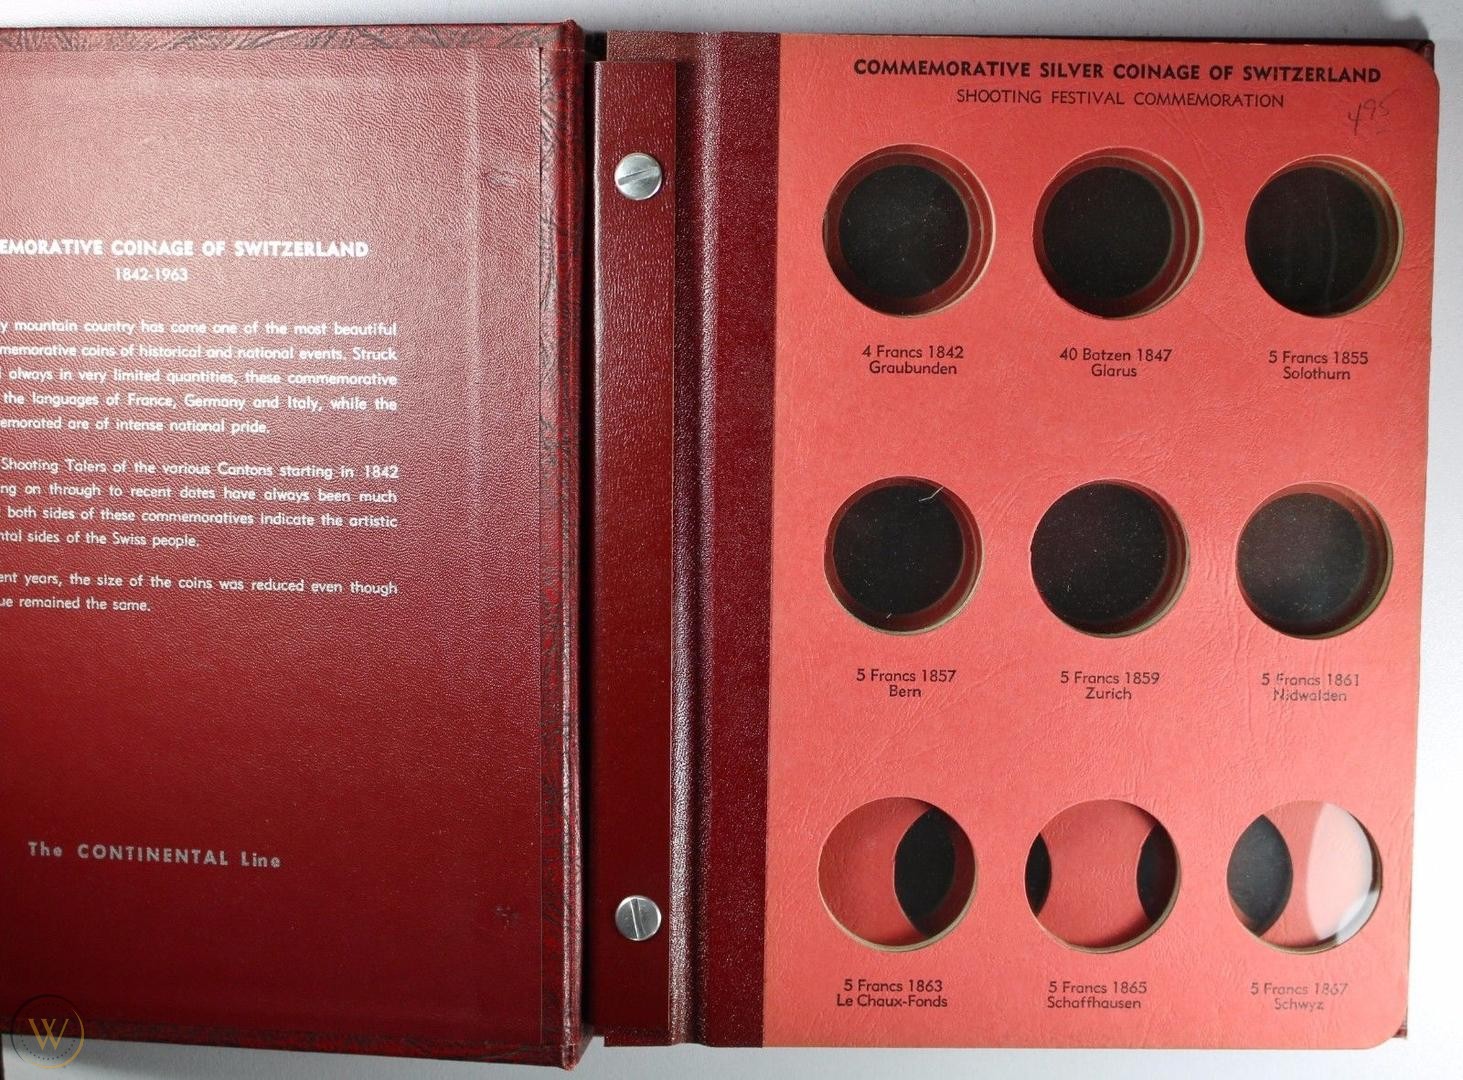 COMMEMORATIVE SILVER COINAGE OF SWITZERLAND
SHOOTING FESTIVAL COMMEMORATION
495
4 Francs 1842
Graubunden
40 Batzen 1847
Glarus
5 Francs 1855
Solothurn
5 Francs 1857
Bern
5 Francs 1859
Zurich
5 Francs 1861
Nidwalden
5 Francs 1863
Le Chaux-Fonds
5 Francs 1865
Schaffhausen
5 Francs 1867
Schwyz
EMORATIVE COINAGE OF SWITZERLAND
1842-1963
y mountain country has come one of the most beautiful
memorative coins of historical and national events. Struck
always in very limited quantities, these commemorative
the languages of France, Germany and Italy, while the
emorated are of intense national pride.
Shooting Talers of the various Cantons starting in 1842
ng on through to recent dates have always been much
both sides of these commemoratives indicate the artistic
ntal sides of the Swiss people.
ent years, the size of the coins was reduced even though
ue remained the same.
The CONTINENTAL Line
W